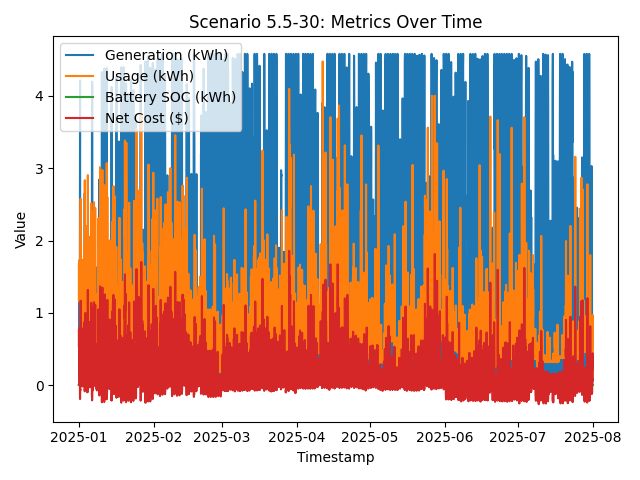 Scenario 5.5-30: Metrics Over Time
Generation (kWh)
Usage (kWh)
Battery SOC (kWh)
Net Cost ($)
Value
4
3
2
1
0
2025-01 2025-02 2025-03 2025-04 2025-05 2025-06 2025-07 2025-08
Timestamp